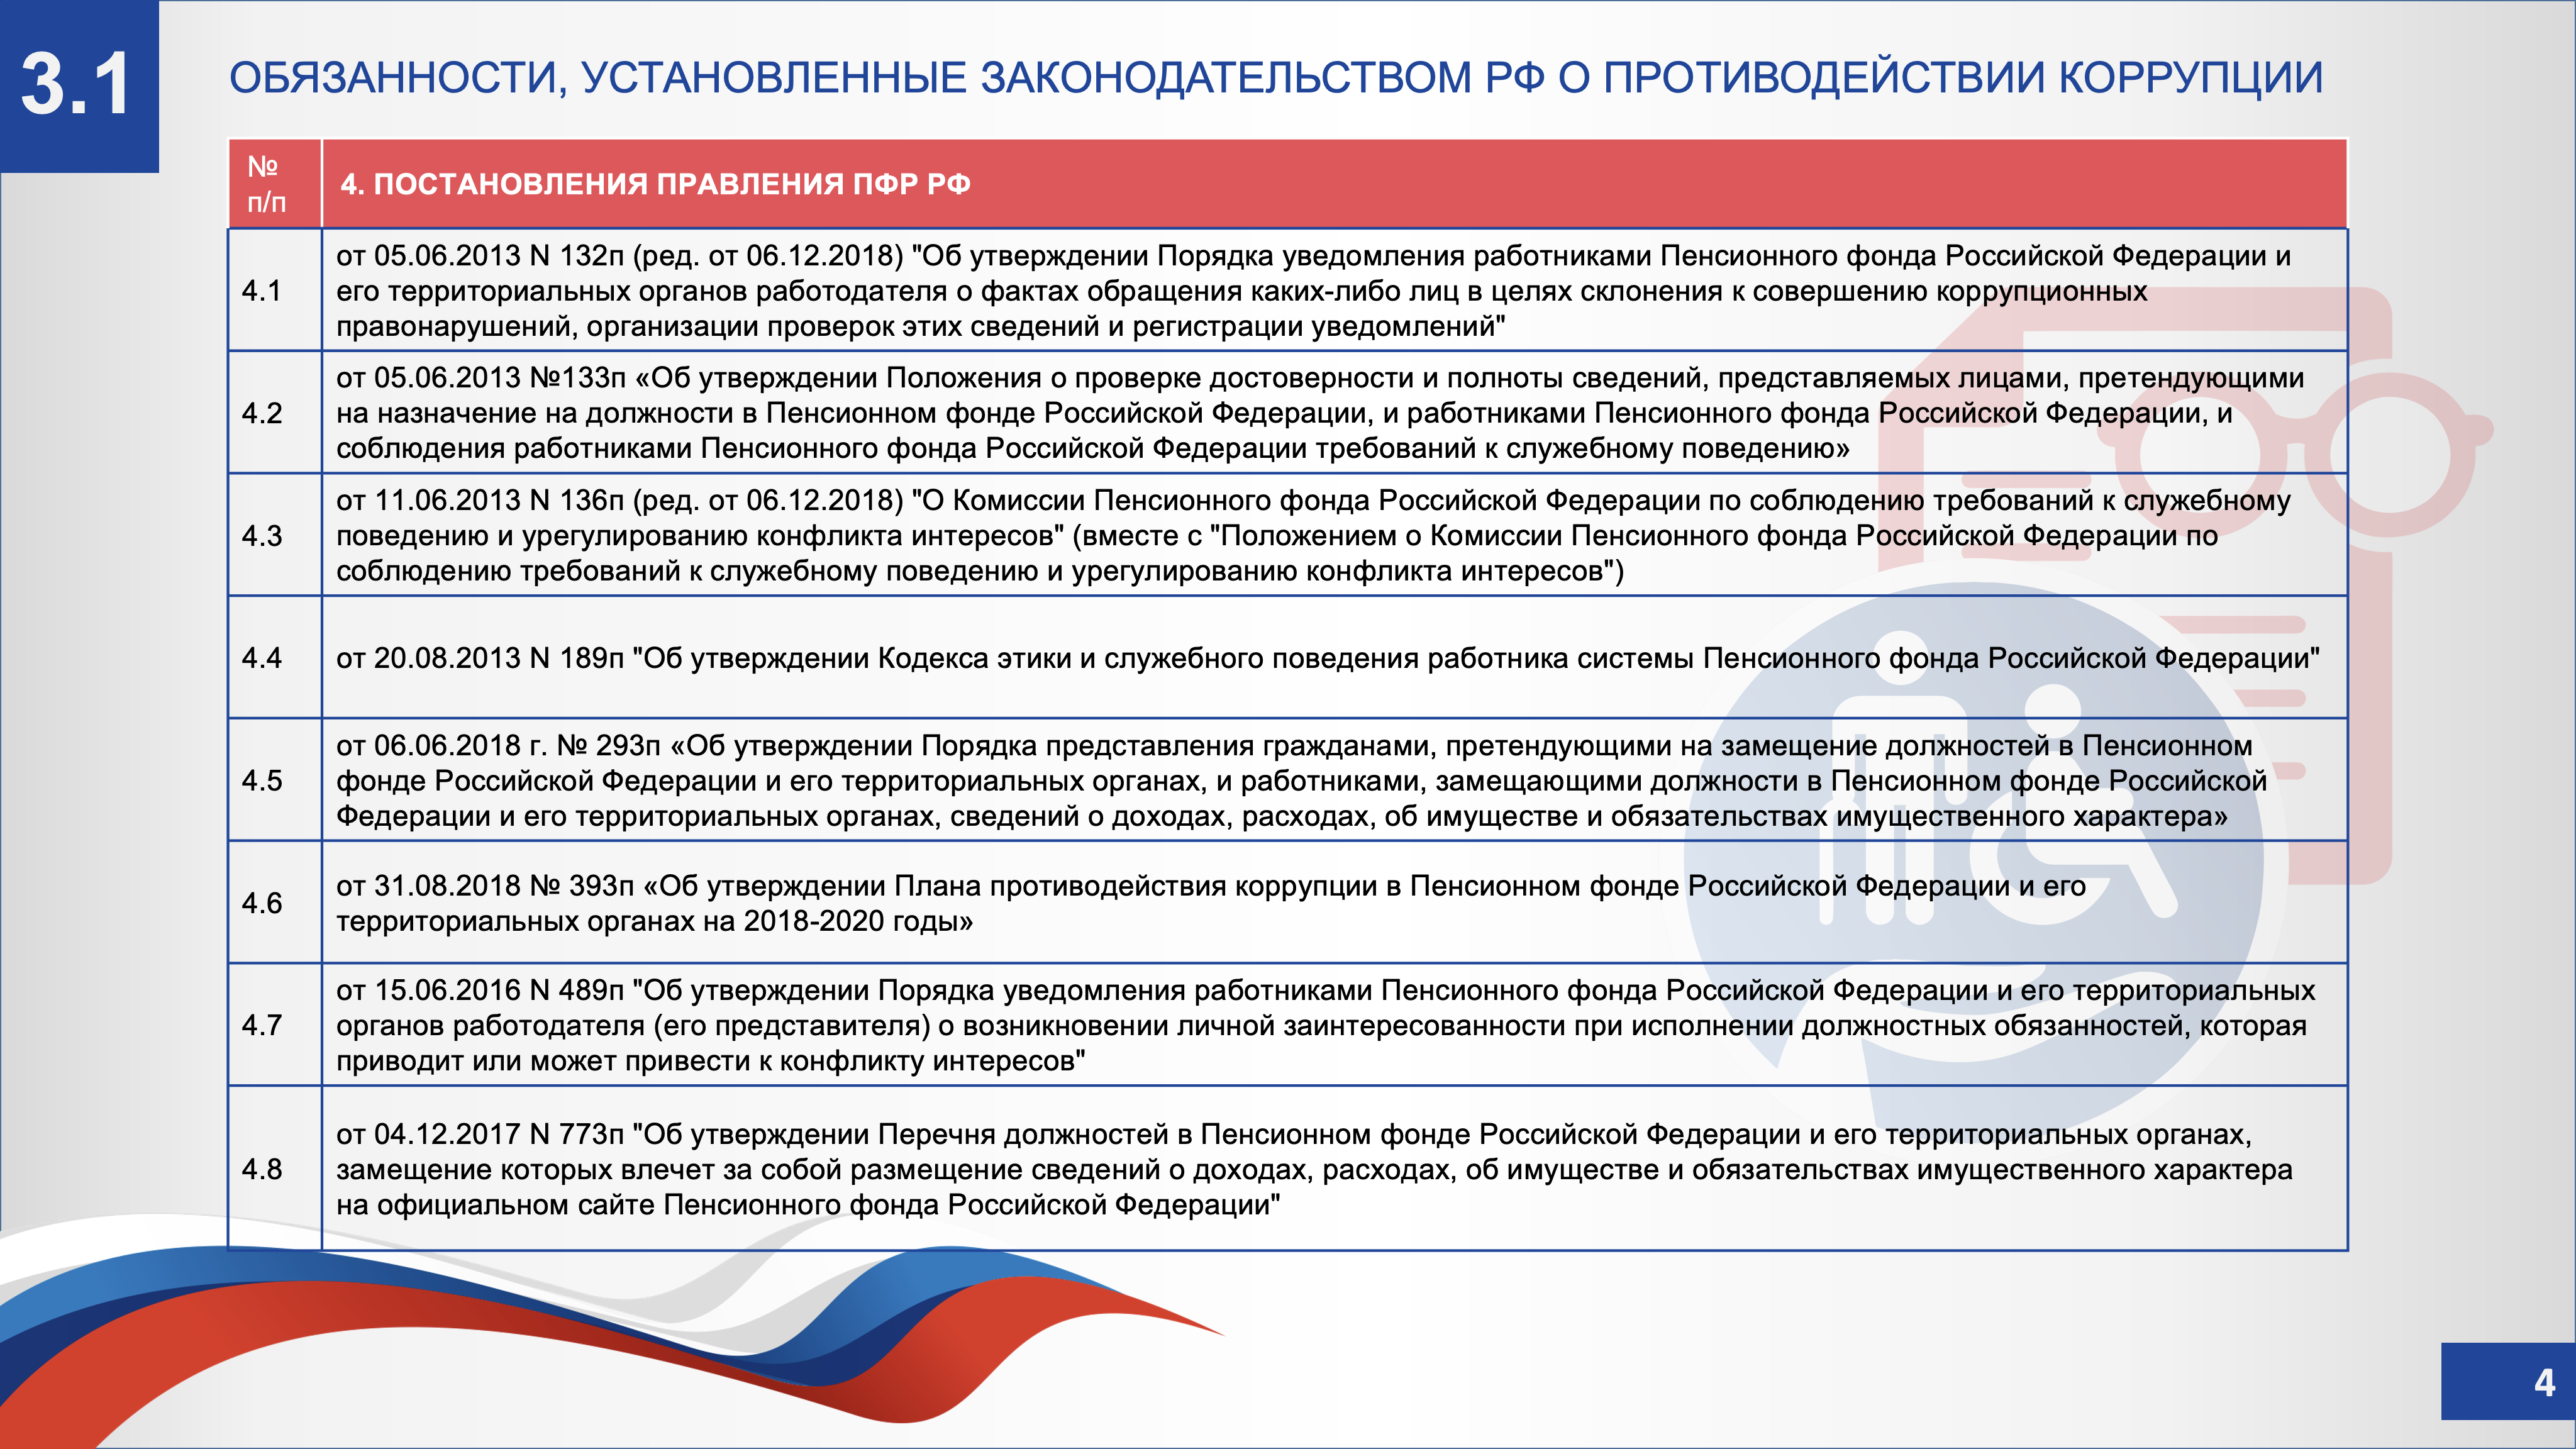 3.1
ОБЯЗАННОСТИ, УСТАНОВЛЕННЫЕ ЗАКОНОДАТЕЛЬСТВОМ РФ О ПРОТИВОДЕЙСТВИИ КОРРУПЦИИ
№
п/п
4. ПОСТАНОВЛЕНИЯ ПРАВЛЕНИЯ ПФР РФ
4.1
от 05.06.2013 N 132п (ред. от 06.12.2018) "Об утверждении Порядка уведомления работниками Пенсионного фонда Российской Федерации и
его территориальных органов работодателя о фактах обращения каких-либо лиц в целях склонения к совершению коррупционных
правонарушений, организации проверок этих сведений и регистрации уведомлений"
4.2
от 05.06.2013 №133п «Об утверждении Положения о проверке достоверности и полноты сведений, представляемых лицами, претендующими
на назначение на должности в Пенсионном фонде Российской Федерации, и работниками Пенсионного фонда Российской Федерации, и
соблюдения работниками Пенсионного фонда Российской Федерации требований к служебному поведению»
4.3
от 11.06.2013 N 136п (ред. от 06.12.2018) "О Комиссии Пенсионного фонда Российской Федерации по соблюдению требований к служебному
поведению и урегулированию конфликта интересов" (вместе с "Положением о Комиссии Пенсионного фонда Российской Федерации по
соблюдению требований к служебному поведению и урегулированию конфликта интересов")
4.4
от 20.08.2013 N 189п "Об утверждении Кодекса этики и служебного поведения работника системы Пенсионного фонда Российской Федерации"
4.5
от 06.06.2018 г. № 293п «Об утверждении Порядка представления гражданами, претендующими на замещение должностей в Пенсионном
фонде Российской Федерации и его территориальных органах, и работниками, замещающими должности в Пенсионном фонде Российской
Федерации и его территориальных органах, сведений о доходах, расходах, об имуществе и обязательствах имущественного характера»
4.6
от 31.08.2018 № 393п «Об утверждении Плана противодействия коррупции в Пенсионном фонде Российской Федерации и его
территориальных органах на 2018-2020 годы»
4.7
от 15.06.2016 N 489п "Об утверждении Порядка уведомления работниками Пенсионного фонда Российской Федерации и его территориальных
органов работодателя (его представителя) о возникновении личной заинтересованности при исполнении должностных обязанностей, которая
приводит или может привести к конфликту интересов"
4.8
от 04.12.2017 N 773п "Об утверждении Перечня должностей в Пенсионном фонде Российской Федерации и его территориальных органах,
замещение которых влечет за собой размещение сведений о доходах, расходах, об имуществе и обязательствах имущественного характера
на официальном сайте Пенсионного фонда Российской Федерации"
4